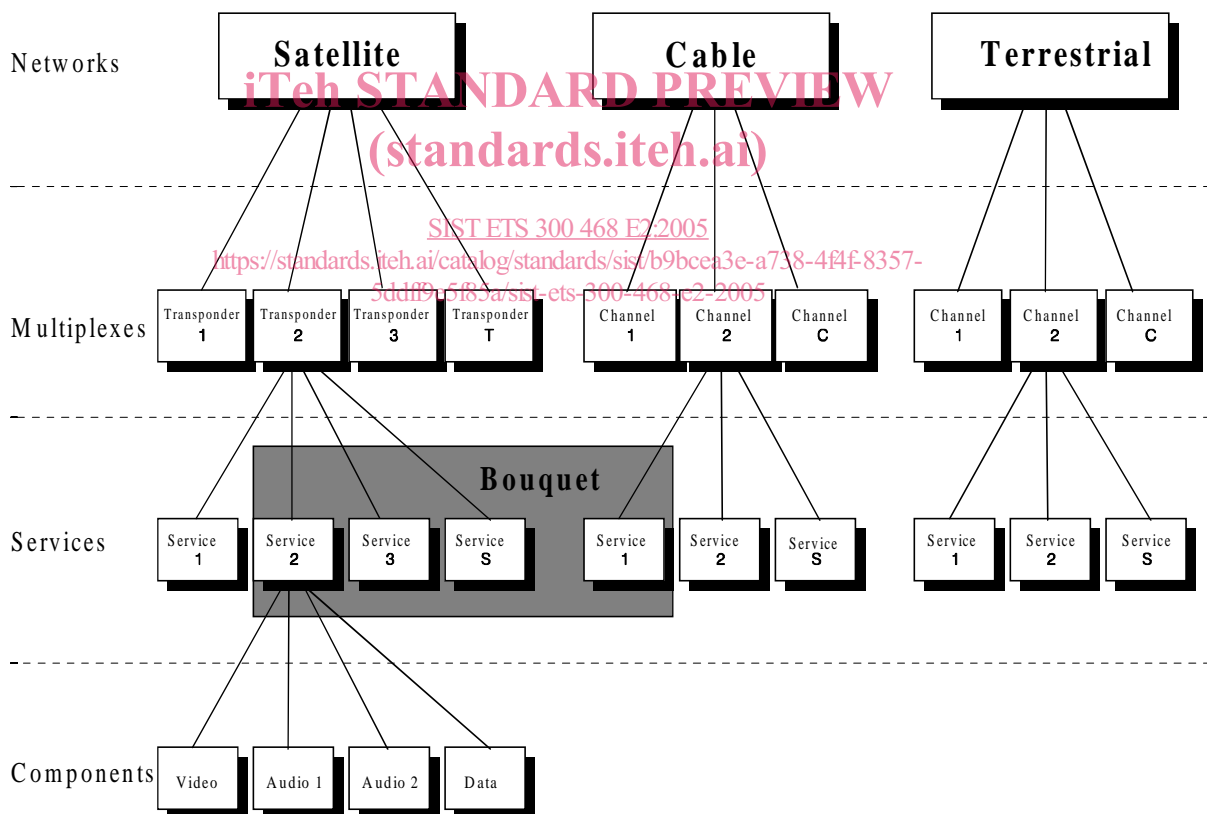 Networks
Satellite
Cable
Terrestrial
iTeh STANDARD PREVIEW
(standards.iteh.ai)
SIST ETS 300 468 E2:2005
https://standards.iteh.ai/catalog/standards/sist/b9bcea3e-a738-4f4f-8357-
5ddff9e5f85a/sist-ets-300-468-e2-2005
Multiplexes
Transponder
1
Transponder
2
Transponder
3
Transponder
T
Channel
1
Channel
2
Channel
C
Channel
1
Channel
2
Channel
C
Bouquet
Services
Service
1
Service
2
Service
3
Service
S
Service
1
Service
2
Service
S
Service
1
Service
2
Service
S
Components
Video
Audio 1
Audio 2
Data